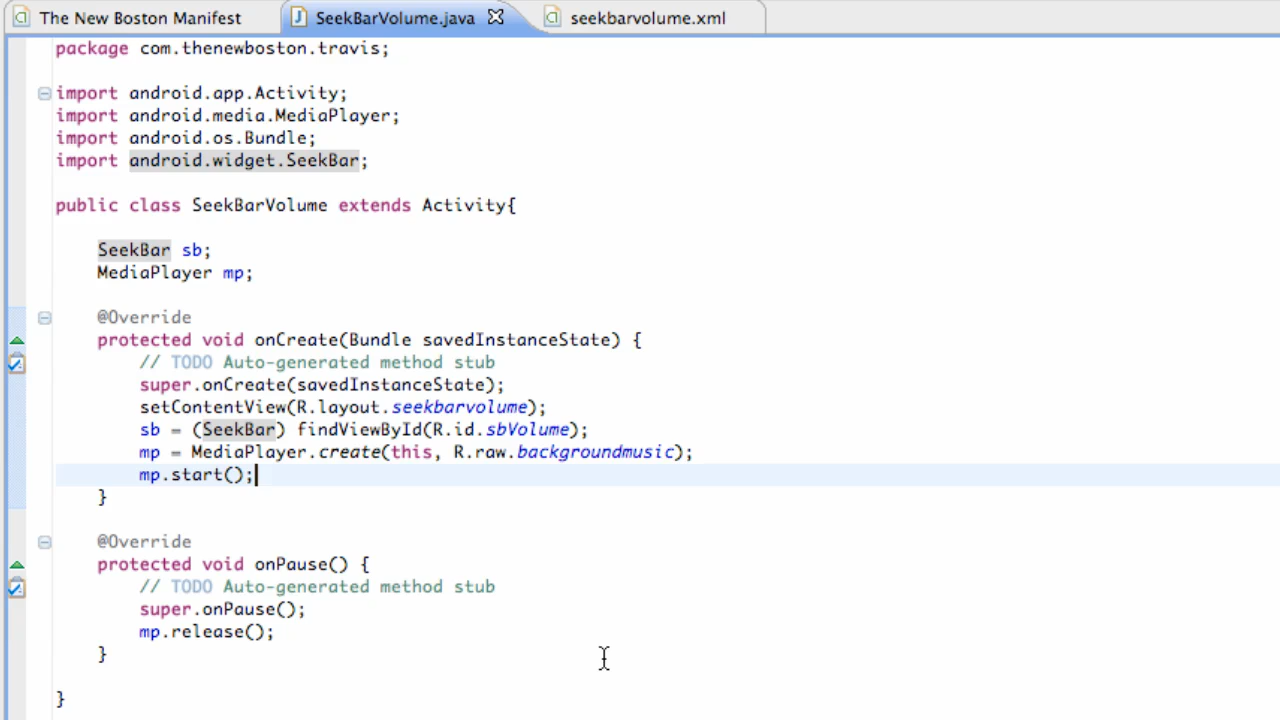 The New Boston Manifest
SeekBarVolume.java
seekbarvolume.xml
package com.thenewboston.travis;
import android.app.Activity;
import android.media.MediaPlayer;
import android.os.Bundle;
import android.widget.SeekBar;
public class SeekBarVolume extends Activity{
SeekBar sb;
MediaPlayer mp;
@Override
protected void onCreate(Bundle savedInstanceState) {
// TODO Auto-generated method stub
super.onCreate(savedInstanceState);
setContentView(R.layout.seekbarvolume);
sb = (SeekBar) findViewById(R.id.sbVolume);
mp = MediaPlayer.create(this, R.raw.backgroundmusic);
mp.start();
}
@Override
protected void onPause() {
// TODO Auto-generated method stub
super.onPause();
mp.release();
}
}